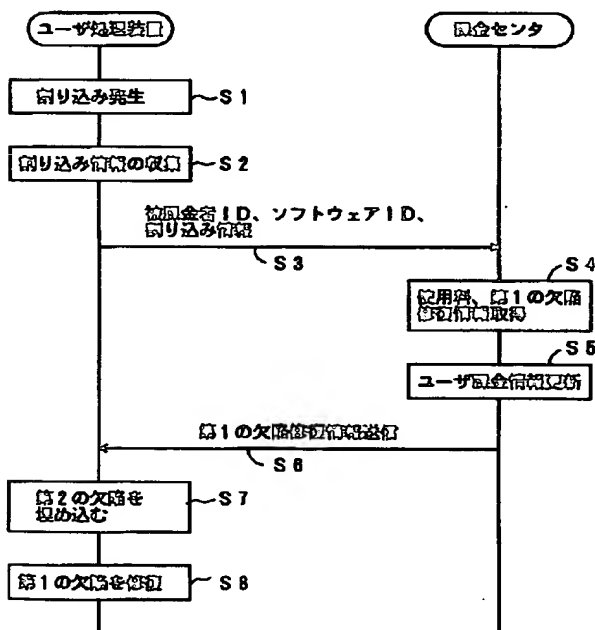 ユーザ処理装置
課金センタ
割り込み発生
S1
割り込み情報の収集
S2
被課金者ID、ソフトウェアID、
割り込み情報
S3
S4
使用料、第1の欠陥
修復情報取得
S5
ユーザ課金情報更新
第1の欠陥修復情報送信
S6
第2の欠陥を
埋め込む
S7
第1の欠陥を修復
S8